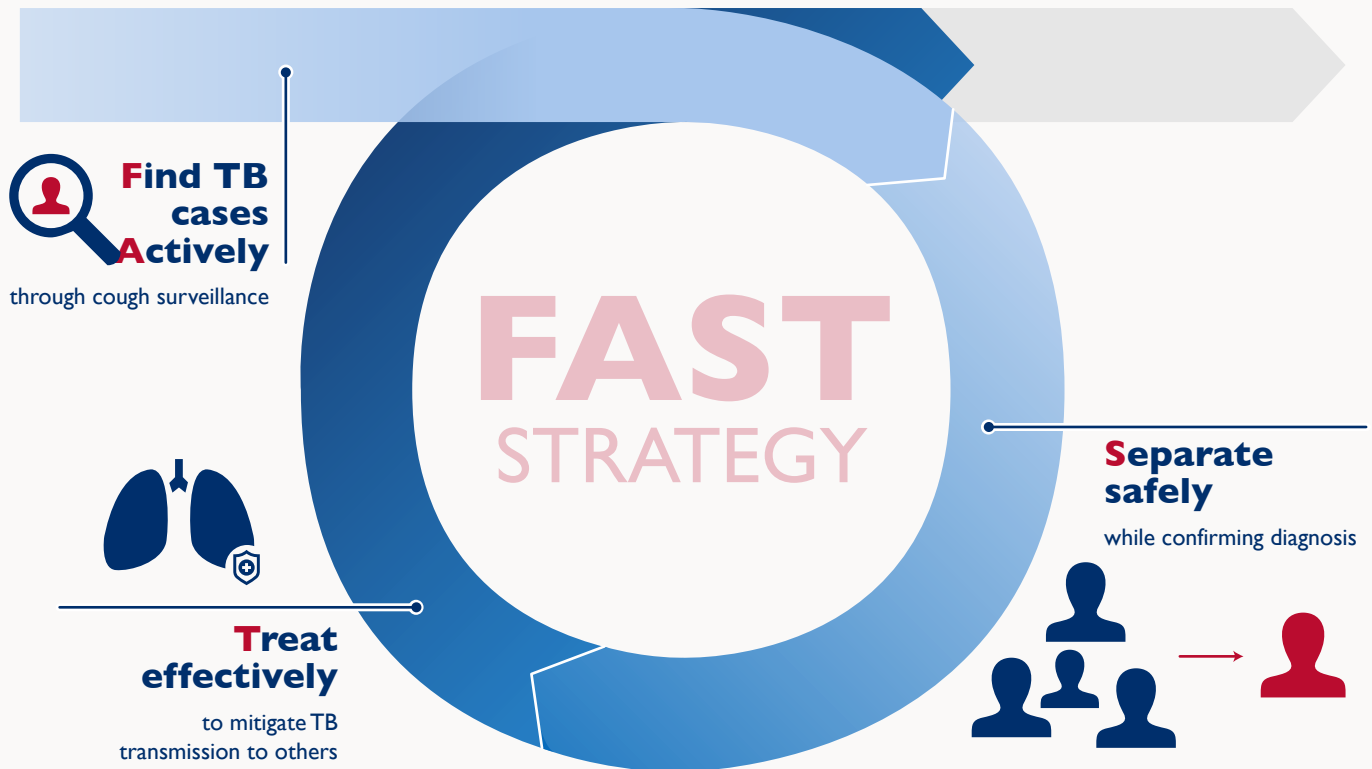 Find TB
cases
Actively
through cough surveillance
FAST
STRATEGY
Separate
safely
while confirming diagnosis
Treat
effectively
to mitigate TB
transmission to others